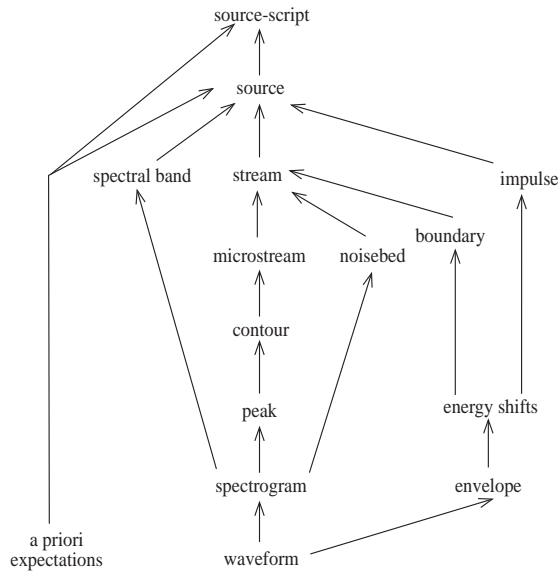 source-script
source
spectral band
stream
impulse
boundary
microstream
noisebed
contour
peak
energy shifts
spectrogram
envelope
a priori
expectations
waveform